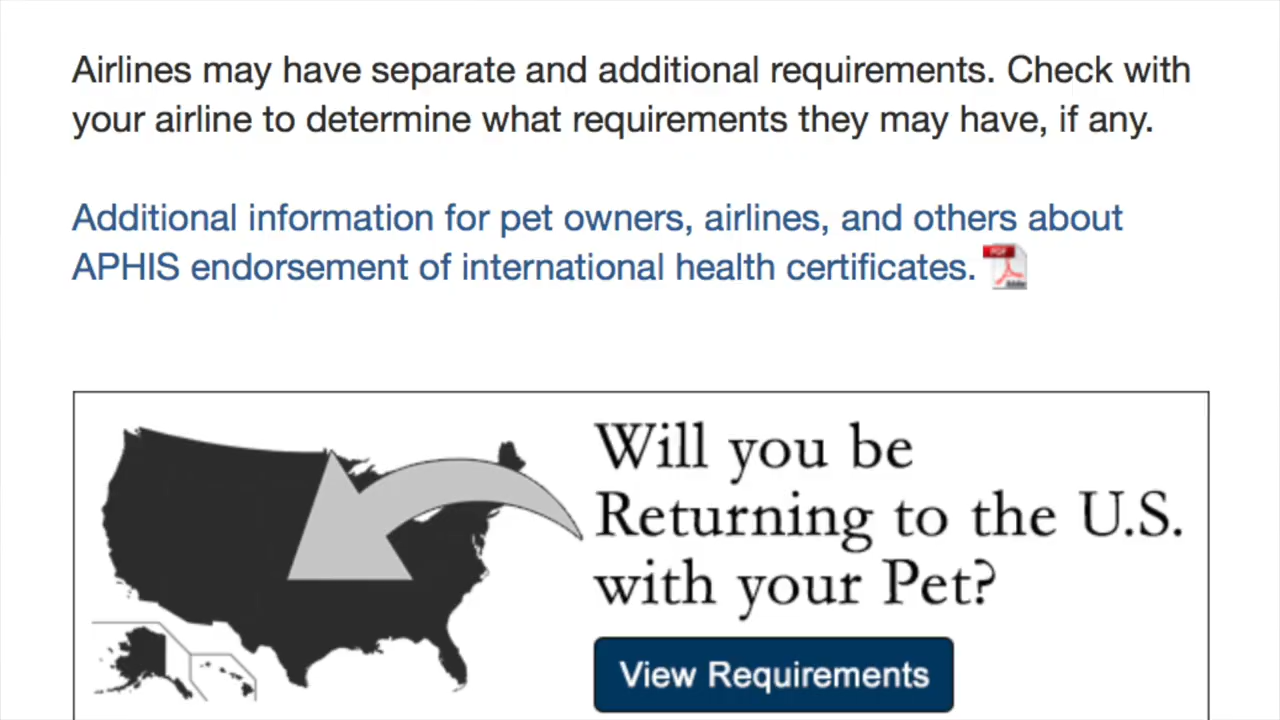 Airlines may have separate and additional requirements. Check with
your airline to determine what requirements they may have, if any.
Additional information for pet owners, airlines, and others about
APHIS endorsement of international health certificates.
PDF
Adobe
Will you be
Returning to the U.S.
with your Pet?
View Requirements